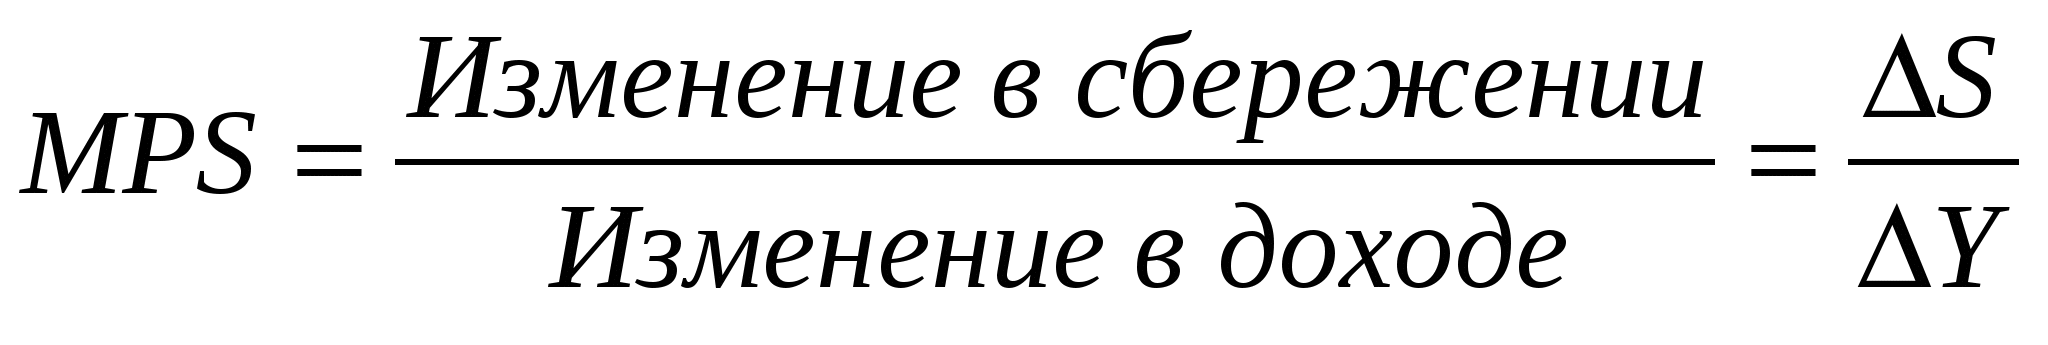 MPS = Изменение в сбережении / Изменение в доходе = ΔS / ΔY